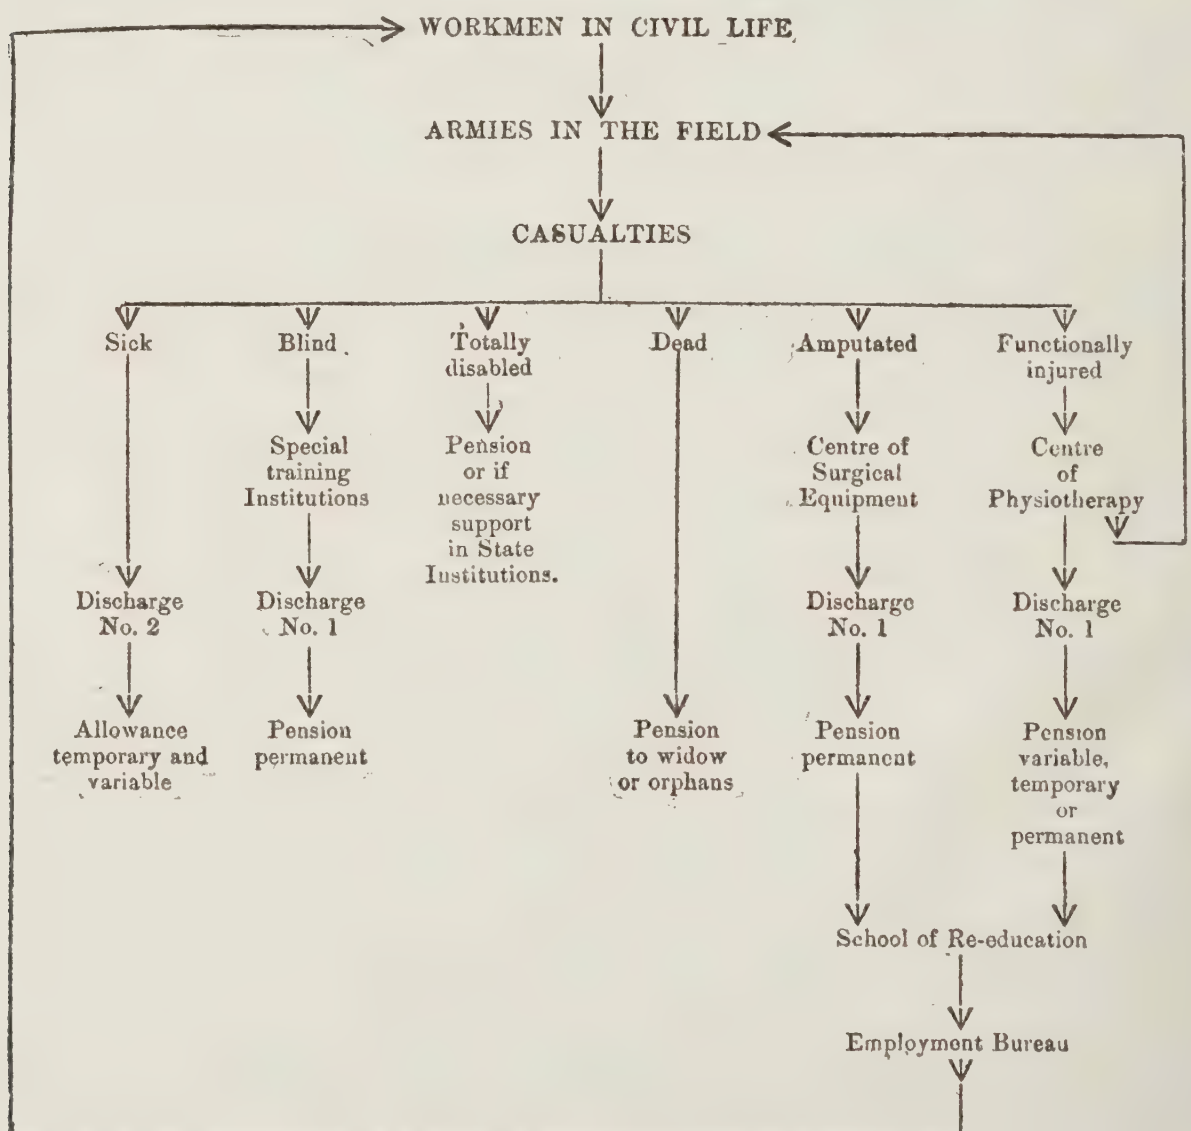 WORKMEN IN CIVIL LIFE
ARMIES IN THE FIELD
CASUALTIES
Sick
Blind
Totally
disabled
Dead
Amputated
Functionally
injured
Special
training
Institutions
Pension
or if
necessary
support
in State
Institutions.
Centre of
Surgical
Equipment
Centre
of
Physiotherapy
Discharge
No. 2
Discharge
No. 1
Discharge
No. 1
Discharge
No. 1
Allowance
temporary and
variable
Pension
permanent
Pension
to widow
or orphans
Pension
permanent
Pension
variable,
temporary
or
permanent
School of Re-education
Employment Bureau